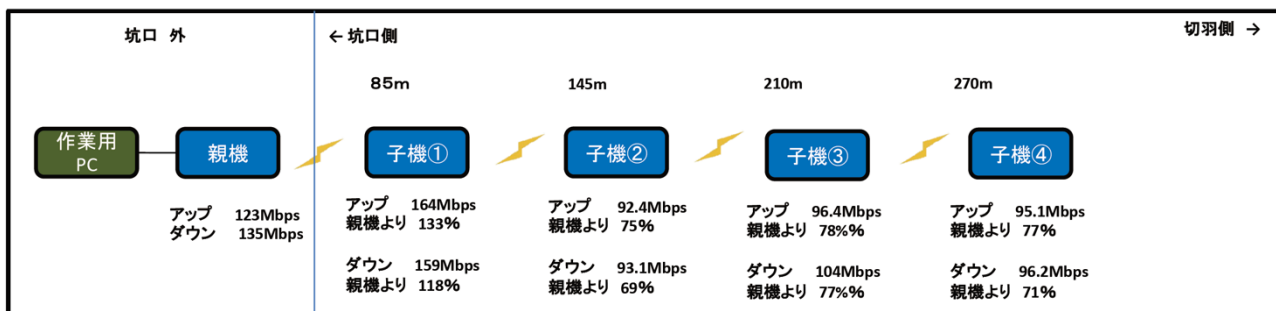 坑口 外
← 坑口側
切羽側 →
85m
145m
210m
270m
作業用
PC
親機
子機①
子機②
子機③
子機④
アップ 123Mbps
ダウン 135Mbps
アップ 164Mbps
親機より 133%
ダウン 159Mbps
親機より 118%
アップ 92.4Mbps
親機より 75%
ダウン 93.1Mbps
親機より 69%
アップ 96.4Mbps
親機より 78%%
ダウン 104Mbps
親機より 77%%
アップ 95.1Mbps
親機より 77%
ダウン 96.2Mbps
親機より 71%